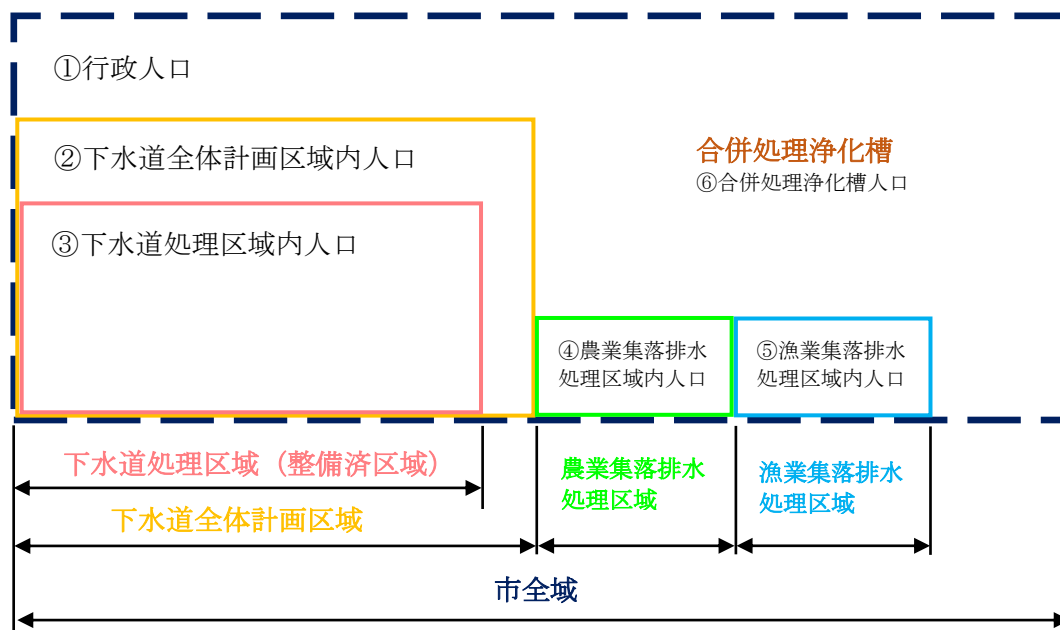 ①行政人口
②下水道全体計画区域内人口
合併処理浄化槽
⑥合併処理浄化槽人口
③下水道処理区域内人口
④農業集落排水
処理区域内人口
⑤漁業集落排水
処理区域内人口
下水道処理区域（整備済区域）
農業集落排水
処理区域
漁業集落排水
処理区域
下水道全体計画区域
市全域